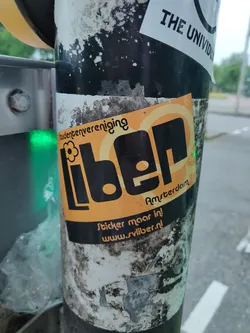 THE UNIV
studentenvereniging
Liber
Amsterdam
Sticker maar in!
www.svliber.nl